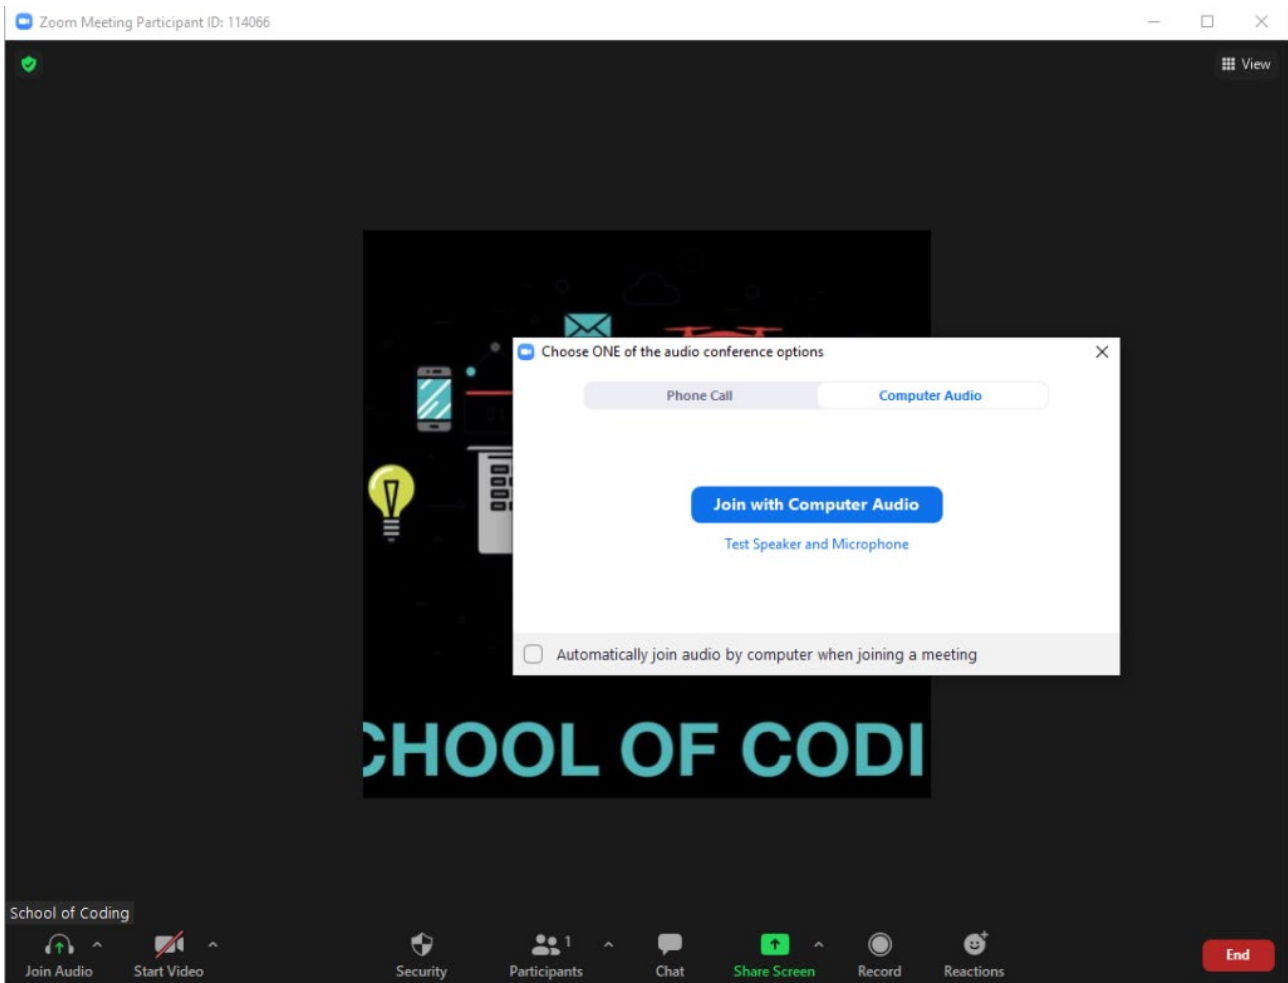 Zoom Meeting Participant ID: 114066
View
Choose ONE of the audio conference options
Phone Call
Computer Audio
Join with Computer Audio
Test Speaker and Microphone
Automatically join audio by computer when joining a meeting
CHOOL OF CODI
School of Coding
1
Join Audio
Start Video
Security
Participants
Chat
Share Screen
Record
Reactions
End